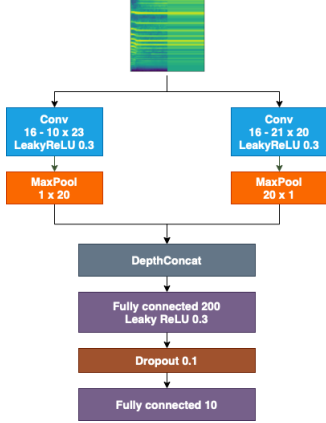 Conv
16 - 10 x 23
LeakyReLU 0.3
Conv
16 - 21 x 20
LeakyReLU 0.3
MaxPool
1 x 20
MaxPool
20 x 1
DepthConcat
Fully connected 200
Leaky ReLU 0.3
Dropout 0.1
Fully connected 10